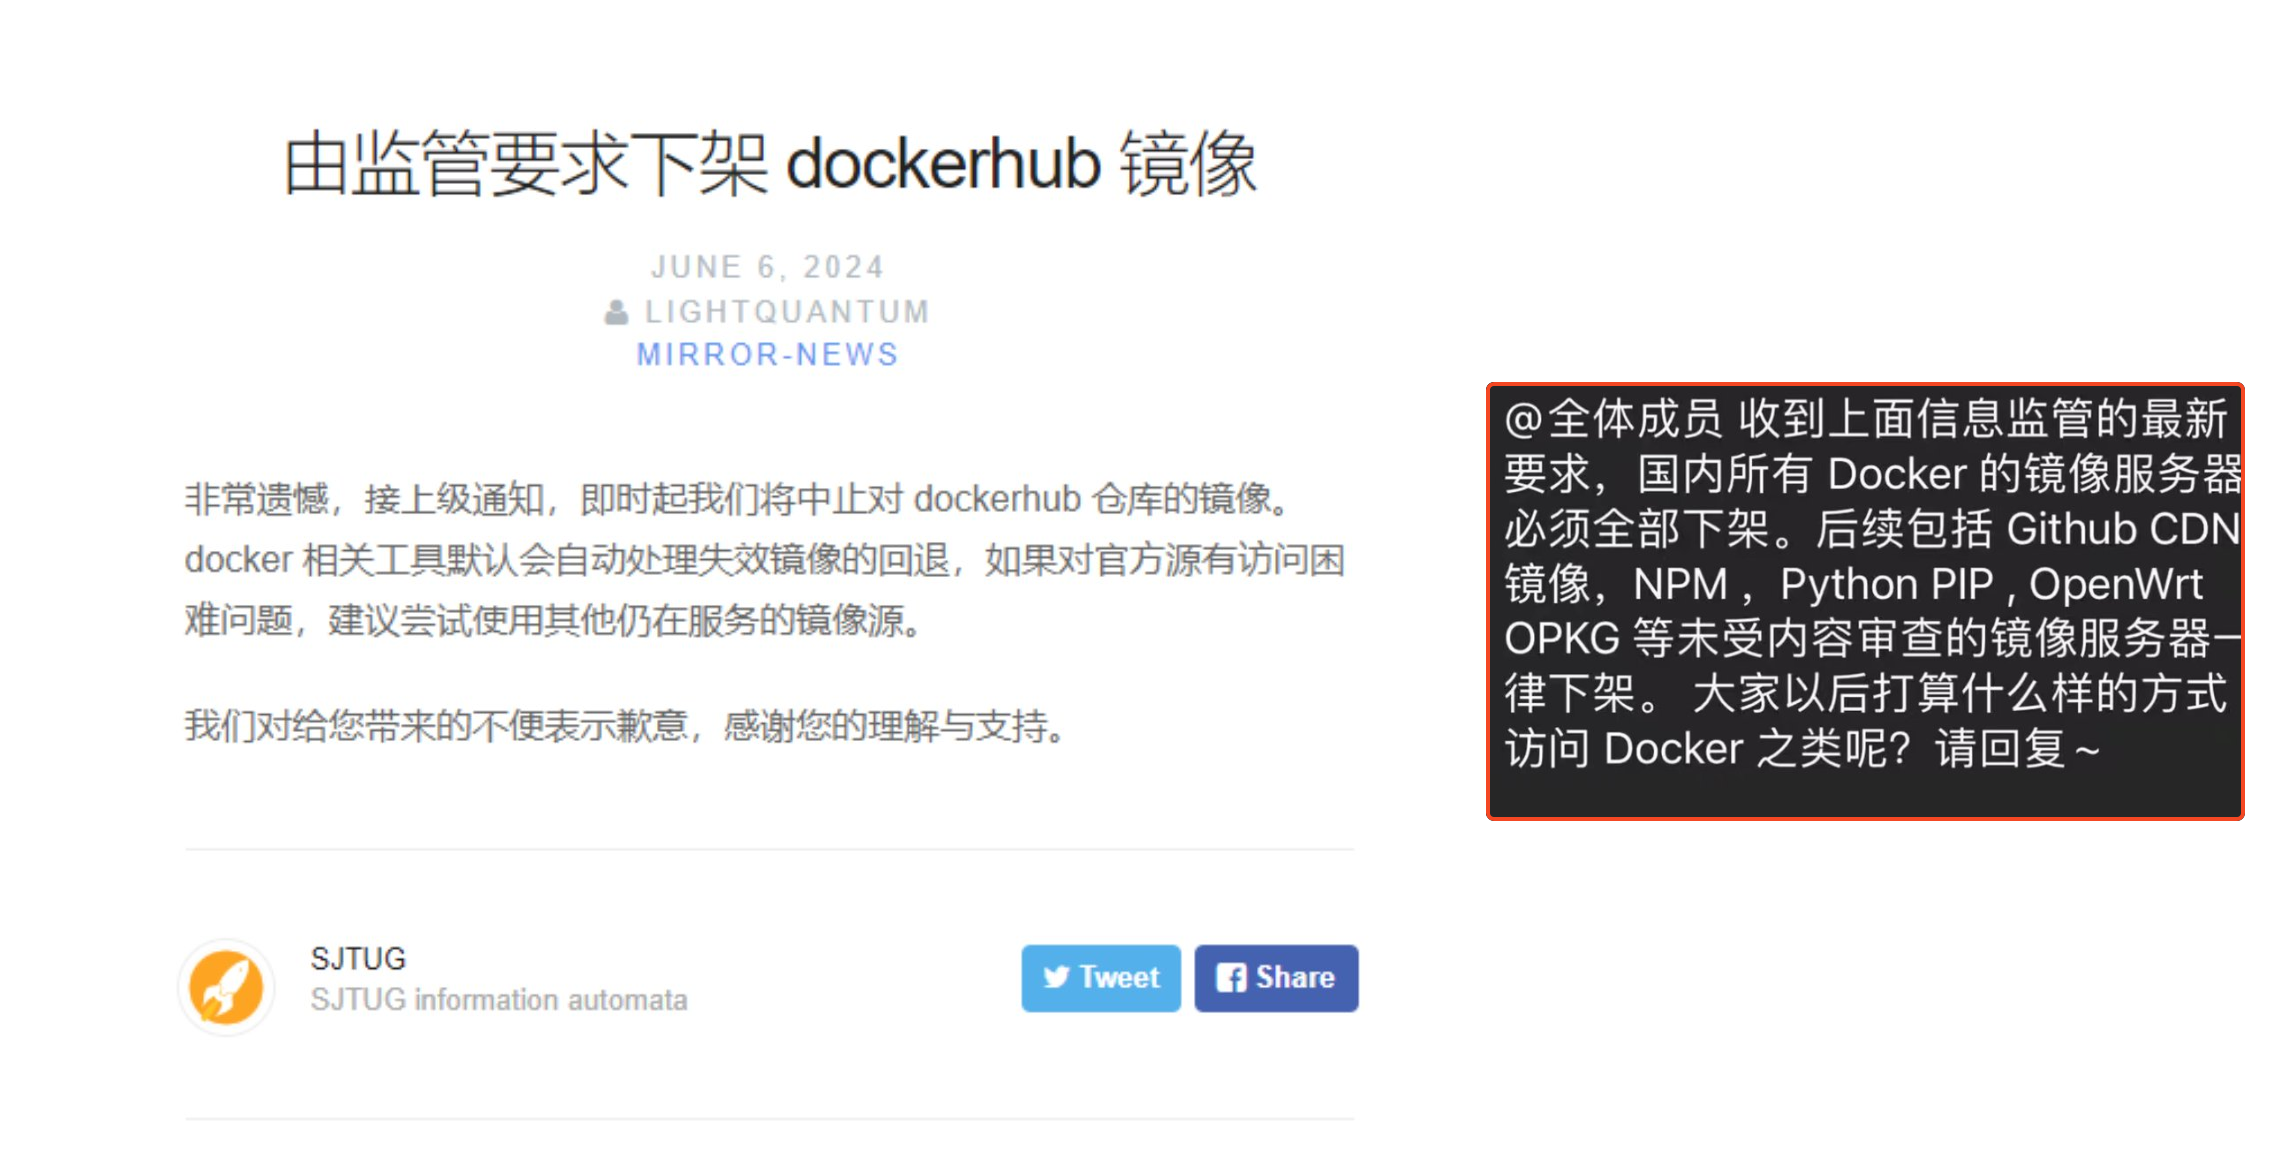 由监管要求下架 dockerhub 镜像
JUNE 6, 2024
LIGHTQUANTUM
MIRROR-NEWS
非常遗憾，接上级通知，即时起我们将中止对 dockerhub 仓库的镜像。
docker 相关工具默认会自动处理失效镜像的回退，如果对官方源有访问困
难问题，建议尝试使用其他仍在服务的镜像源。
我们对给您带来的不便表示歉意，感谢您的理解与支持。
SJTUG
SJTUG information automata
Tweet
Share
@全体成员 收到上面信息监管的最新
要求，国内所有 Docker 的镜像服务器
必须全部下架。后续包括 Github CDN
镜像，NPM ，Python PIP , OpenWrt
OPKG 等未受内容审查的镜像服务器一
律下架。 大家以后打算什么样的方式
访问 Docker 之类呢？请回复～